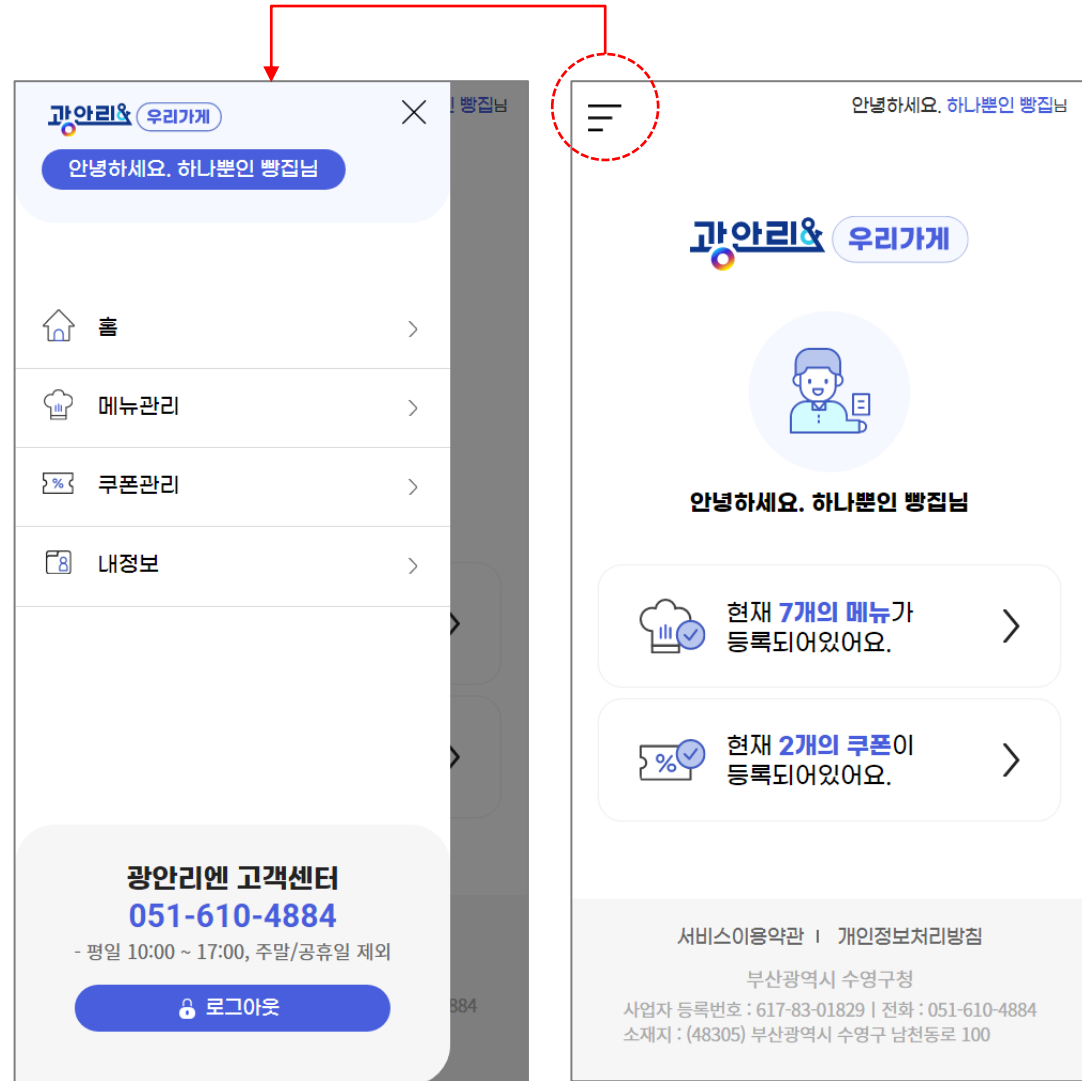 광안리& 우리가게
안녕하세요. 하나뿐인 빵집님
홈
메뉴관리
쿠폰관리
내정보
광안리엔 고객센터
051-610-4884
- 평일 10:00 ~ 17:00, 주말/공휴일 제외
로그아웃
빵집님
884
안녕하세요. 하나뿐인 빵집님
광안리& 우리가게
안녕하세요. 하나뿐인 빵집님
현재 7개의 메뉴가
등록되어있어요.
현재 2개의 쿠폰이
%
등록되어있어요.
서비스이용약관 | 개인정보처리방침
부산광역시 수영구청
사업자 등록번호 : 617-83-01829 | 전화 : 051-610-4884
소재지 : (48305) 부산광역시 수영구 남천동로 100